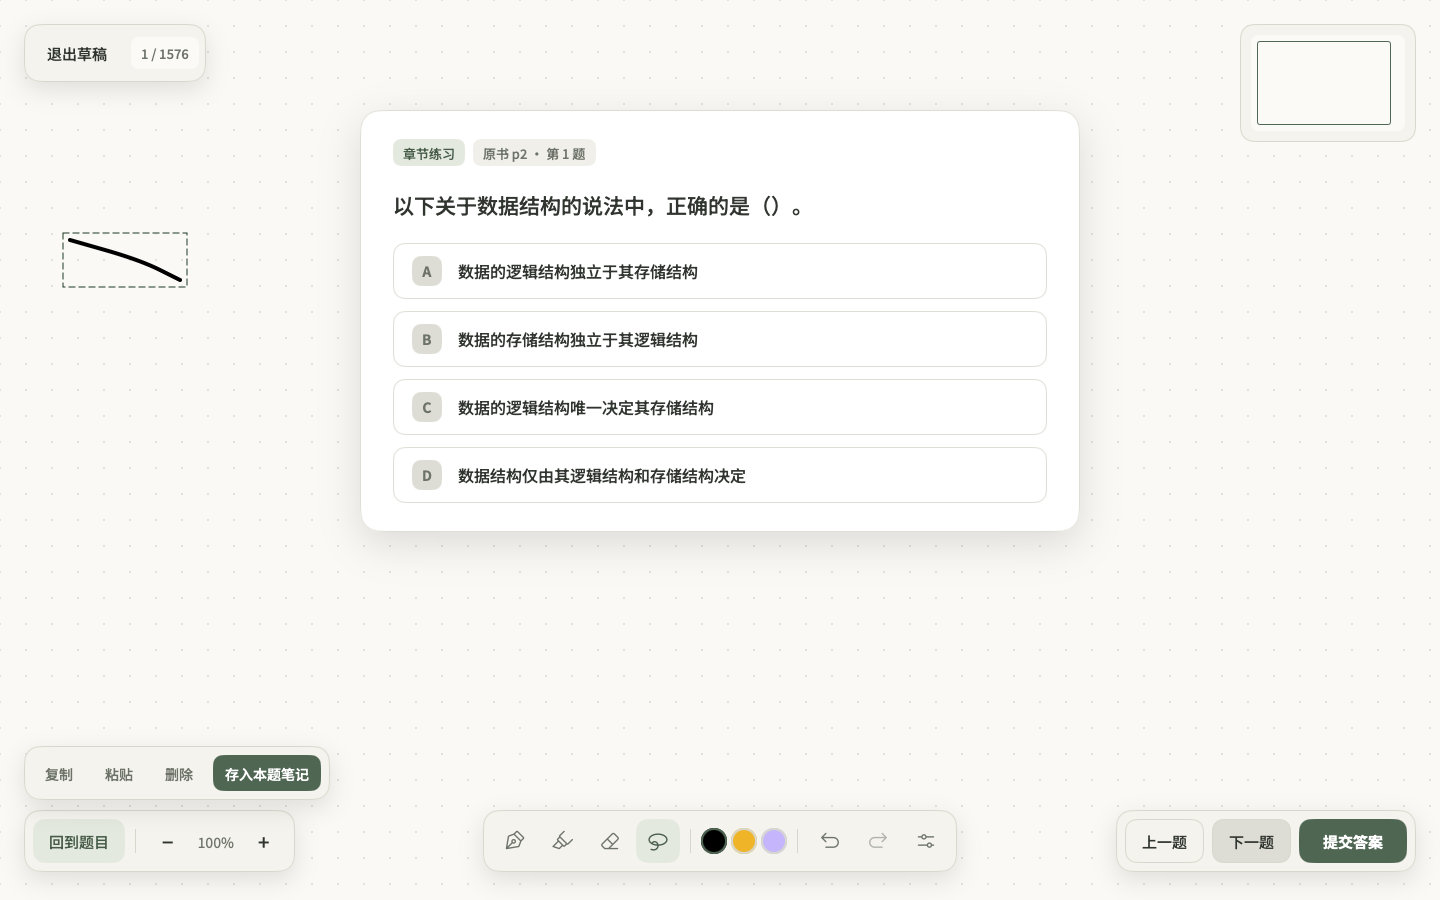 退出草稿 1 / 1576
章节练习 原书 p2 · 第 1 题
以下关于数据结构的说法中，正确的是（）。
A 数据的逻辑结构独立于其存储结构
B 数据的存储结构独立于其逻辑结构
C 数据的逻辑结构唯一决定其存储结构
D 数据结构仅由其逻辑结构和存储结构决定
复制 粘贴 删除 存入本题笔记
回到题目 − 100% + 上一题 下一题 提交答案